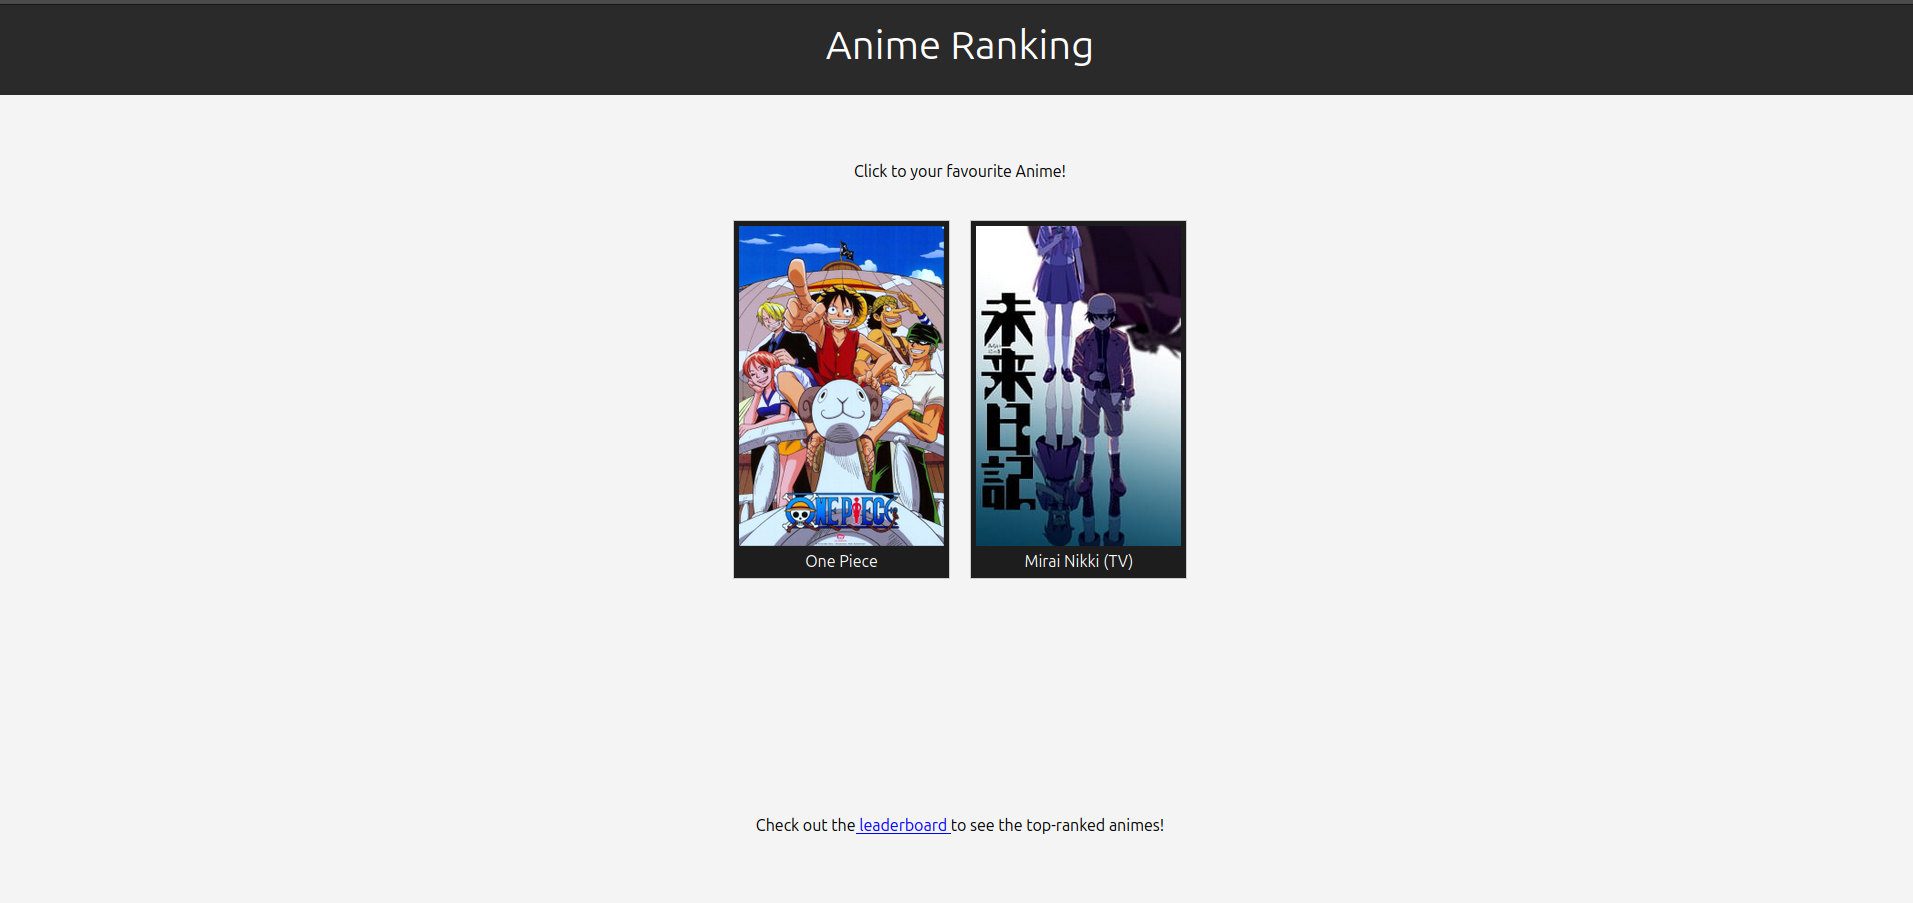 Anime Ranking
Click to your favourite Anime!
ONE PIECE
未来日記
One Piece
Mirai Nikki (TV)
Check out the leaderboard to see the top-ranked animes!